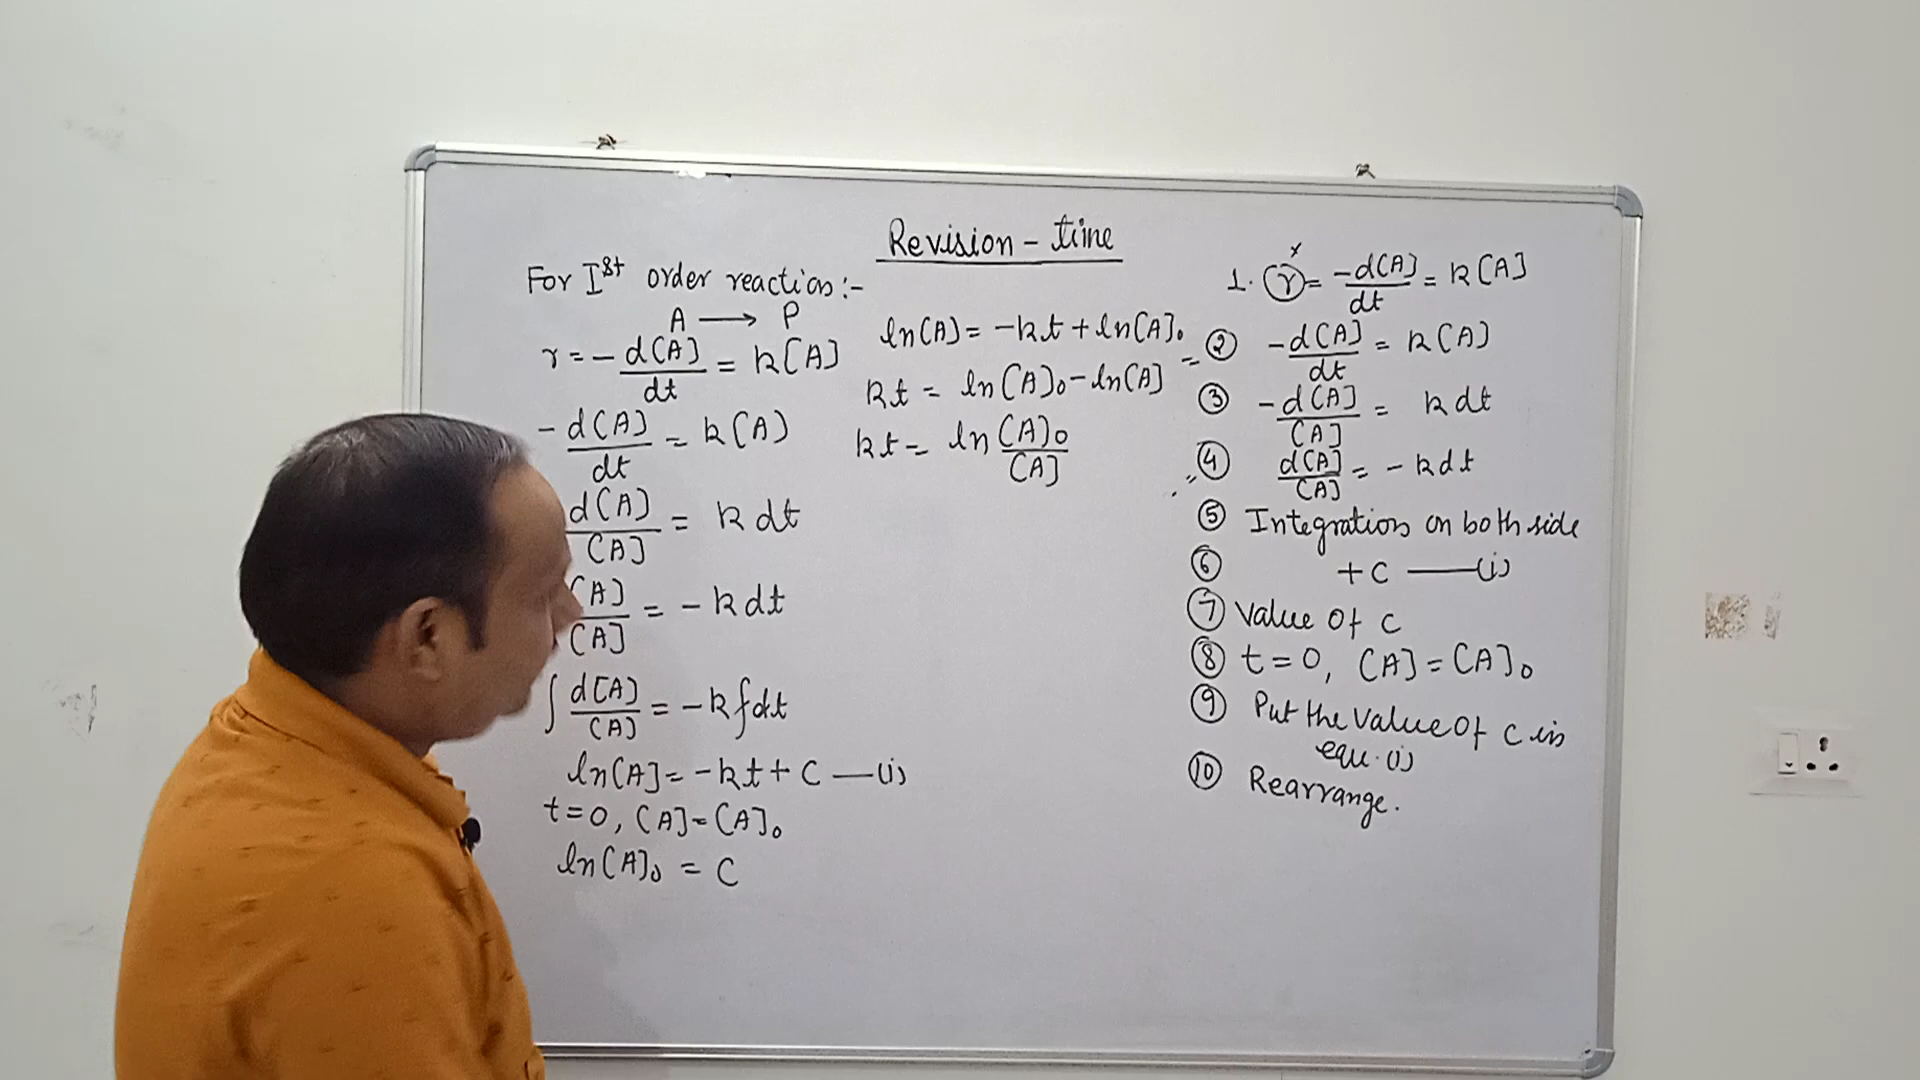 Revision - time
For Ist order reaction :-
A ⟶ P
r = - d[A]/dt = k[A]
- d[A]/dt = k[A]
d[A]/[A] = k dt
[A]/[A] = - k dt
∫ d[A]/[A] = - k ∫dt
ln[A] = - kt + C —(i)
t = 0, [A] = [A]₀
ln[A]₀ = C
ln[A] = - kt + ln[A]₀
kt = ln[A]₀ - ln[A]
kt = ln [A]₀/[A]
1. r = - d[A]/dt = k[A]
② - d[A]/dt = k[A]
③ - d[A]/[A] = k dt
④ d[A]/[A] = - k dt
⑤ Integration on both side
⑥ + C —(i)
⑦ Value of C
⑧ t = 0, [A] = [A]₀
⑨ Put the value of C in
equ. (i)
⑩ Rearrange.